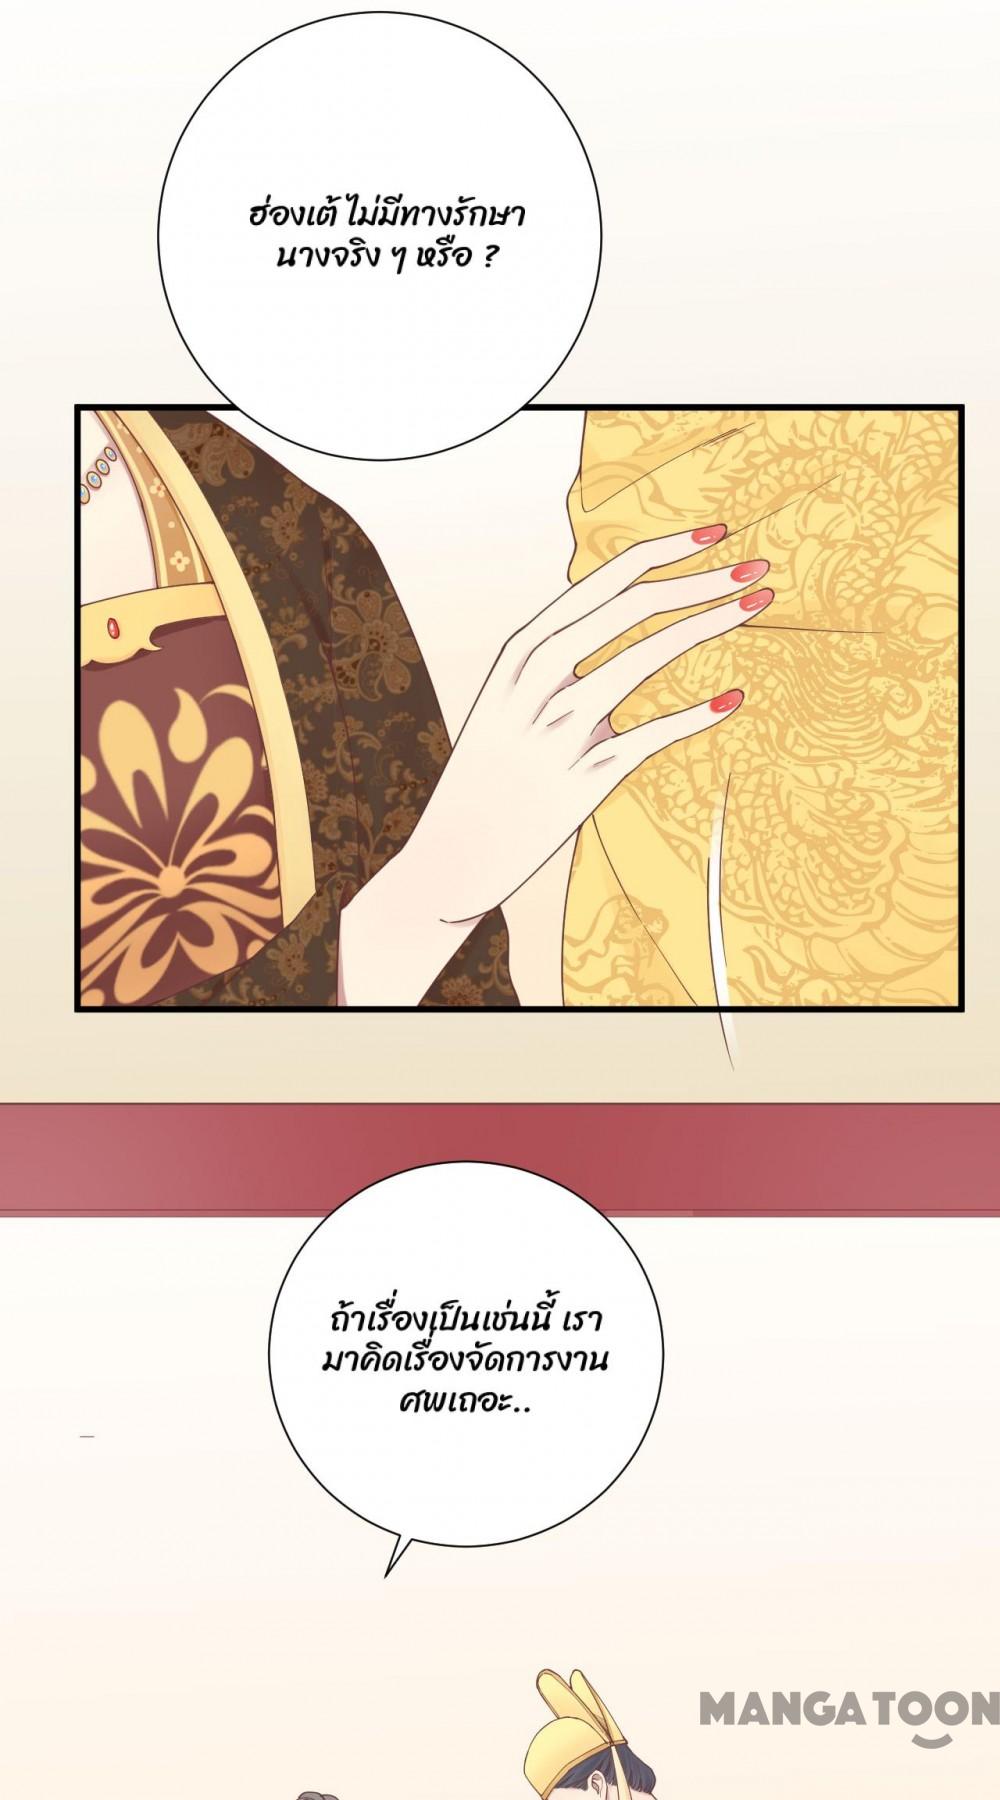 ฮ่องเต้ ไม่มีทางรักษา
นางจริง ๆ หรือ ?
ถ้าเรื่องเป็นเช่นนี้ เรา
มาคิดเรื่องจัดการงาน
ศพเถอะ..
MANGA TOON